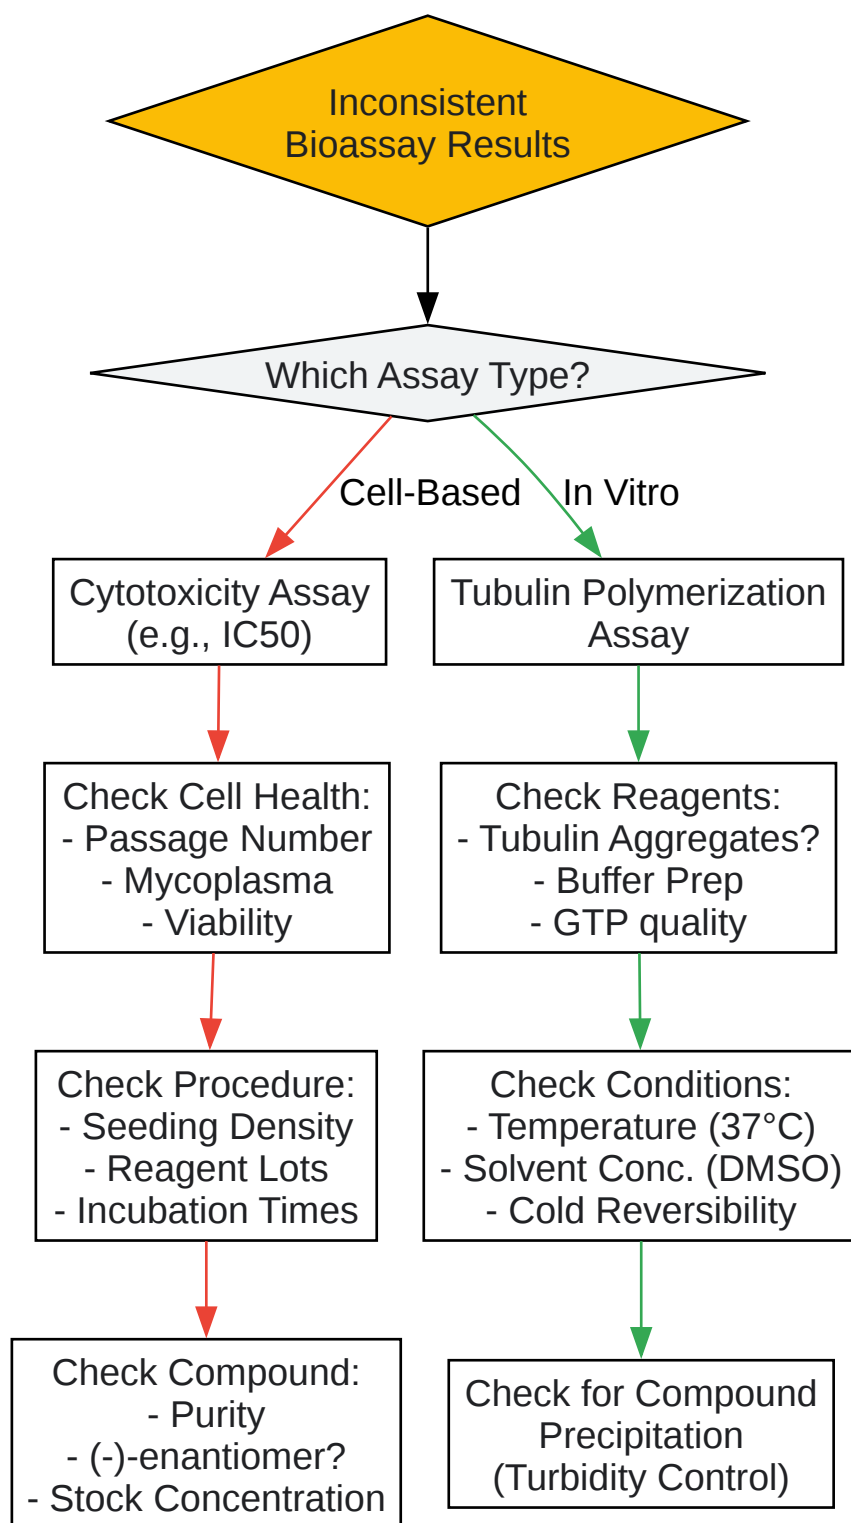 Inconsistent
Bioassay Results
Which Assay Type?
Cell-Based
In Vitro
Cytotoxicity Assay
(e.g., IC50)
Tubulin Polymerization
Assay
Check Cell Health:
- Passage Number
- Mycoplasma
- Viability
Check Reagents:
- Tubulin Aggregates?
- Buffer Prep
- GTP quality
Check Procedure:
- Seeding Density
- Reagent Lots
- Incubation Times
Check Conditions:
- Temperature (37°C)
- Solvent Conc. (DMSO)
- Cold Reversibility
Check Compound:
- Purity
- (-)-enantiomer?
- Stock Concentration
Check for Compound
Precipitation
(Turbidity Control)